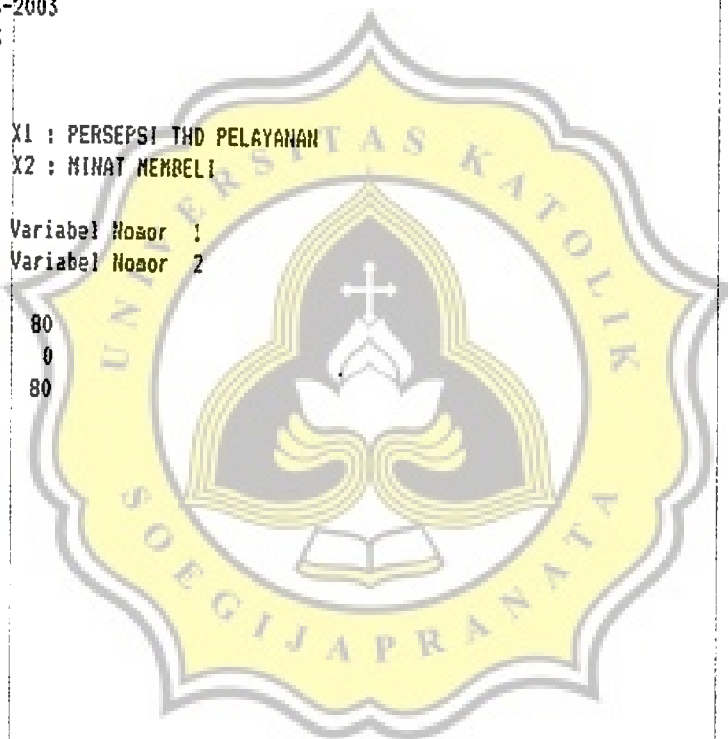 -2003
X1 : PERSEPSI THD PELAYANAN
X2 : MINAT MEMBELI
Variabel Nomor 1
Variabel Nomor 2
80
0
80
UNIVERSITAS KATOLIK
SOEGIJAPRANATA